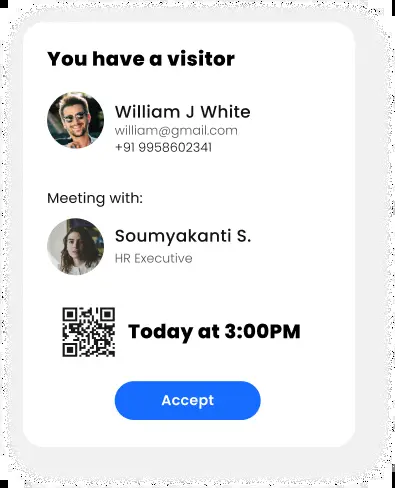 You have a visitor
William J White
william@gmail.com
+91 9958602341
Meeting with:
Soumyakanti S.
HR Executive
Today at 3:00PM
Accept